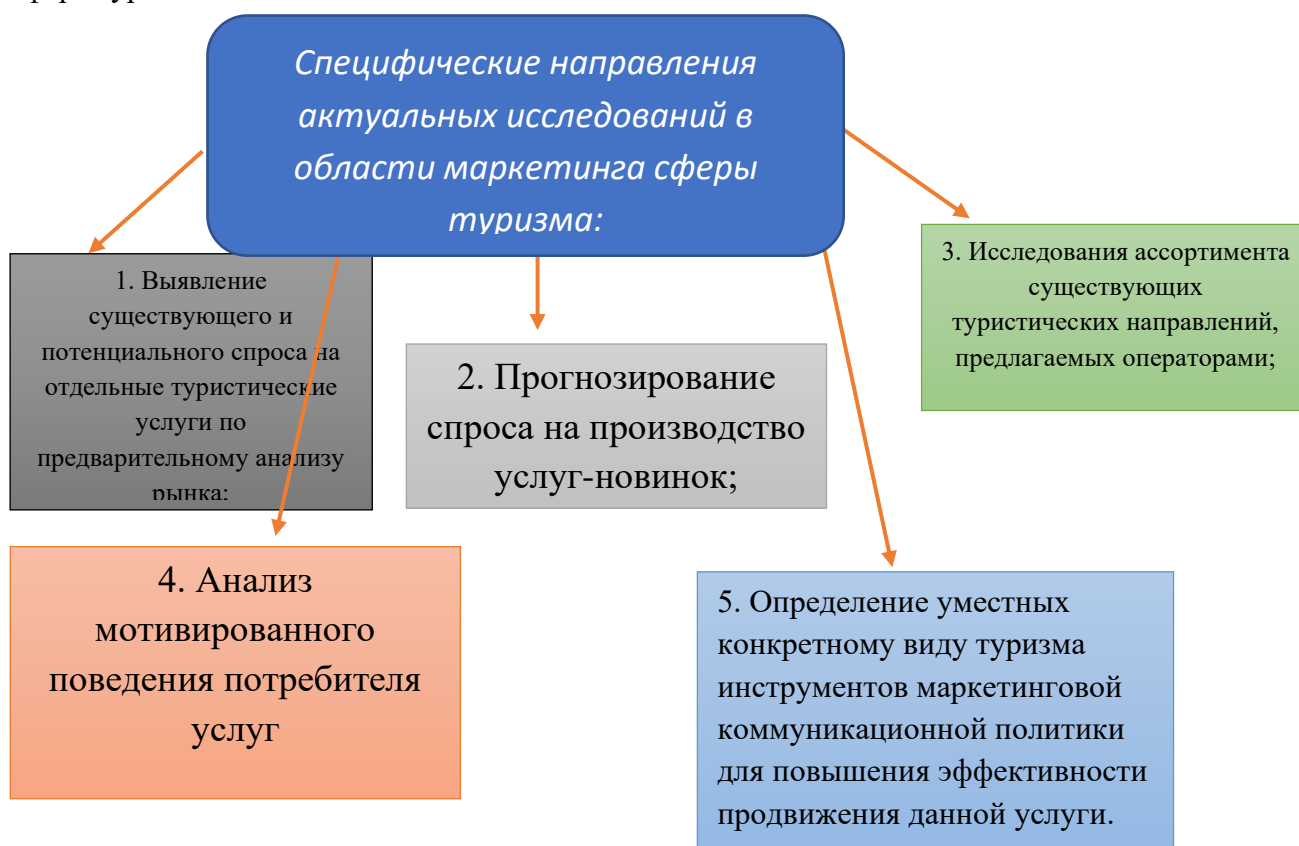 Специфические направления
актуальных исследований в
области маркетинга сферы
туризма:
1. Выявление
существующего и
потенциального спроса на
отдельные туристические
услуги по
предварительному анализу
рынка;
2. Прогнозирование
спроса на производство
услуг-новинок;
3. Исследования ассортимента
существующих
туристических направлений,
предлагаемых операторами;
4. Анализ
мотивированного
поведения потребителя
услуг
5. Определение уместных
конкретному виду туризма
инструментов маркетинговой
коммуникационной политики
для повышения эффективности
продвижения данной услуги.